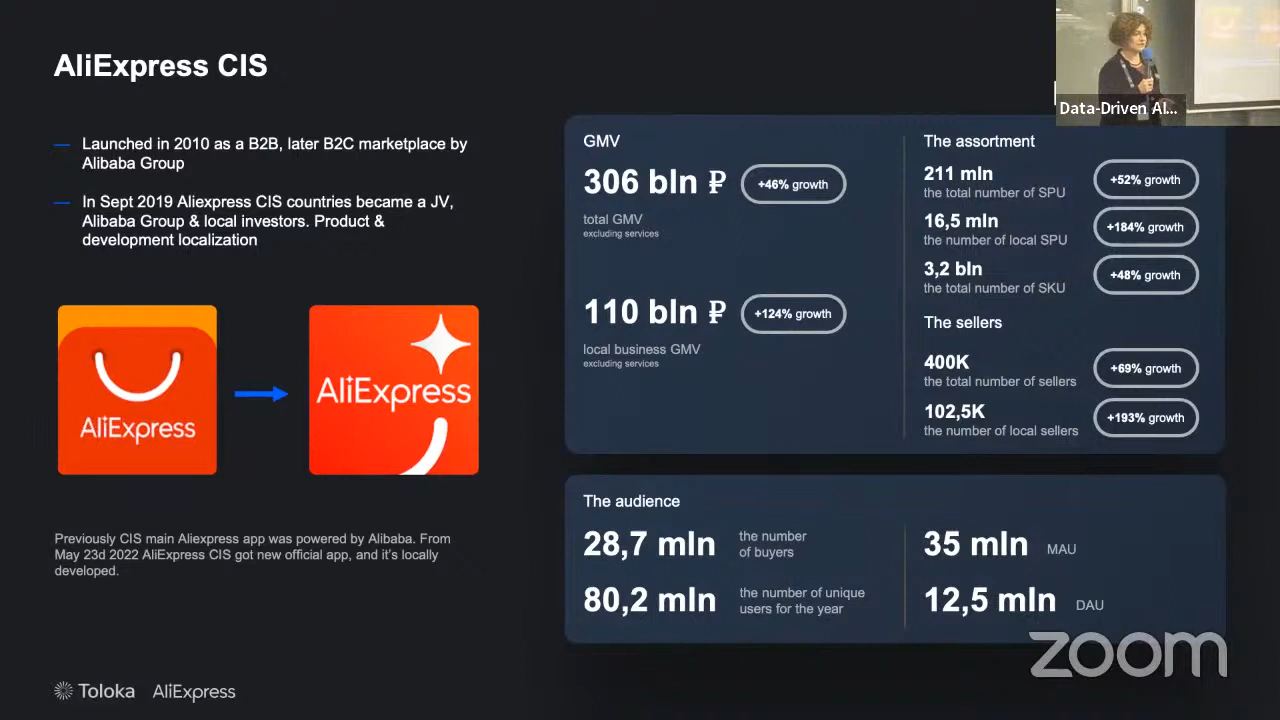 AliExpress CIS
Data-Driven AI...
— Launched in 2010 as a B2B, later B2C marketplace by
Alibaba Group
— In Sept 2019 Aliexpress CIS countries became a JV,
Alibaba Group & local investors. Product &
development localization
AliExpress
AliExpress
Previously CIS main Aliexpress app was powered by Alibaba. From
May 23d 2022 AliExpress CIS got new official app, and it's locally
developed.
GMV
306 bln ₽ +46% growth
total GMV
excluding services
110 bln ₽ +124% growth
local business GMV
excluding services
The assortment
211 mln +52% growth
the total number of SPU
16,5 mln +184% growth
the number of local SPU
3,2 bln +48% growth
the total number of SKU
The sellers
400K +69% growth
the total number of sellers
102,5K +193% growth
the number of local sellers
The audience
28,7 mln the number
of buyers
80,2 mln the number of unique
users for the year
35 mln MAU
12,5 mln DAU
Toloka AliExpress
zoom